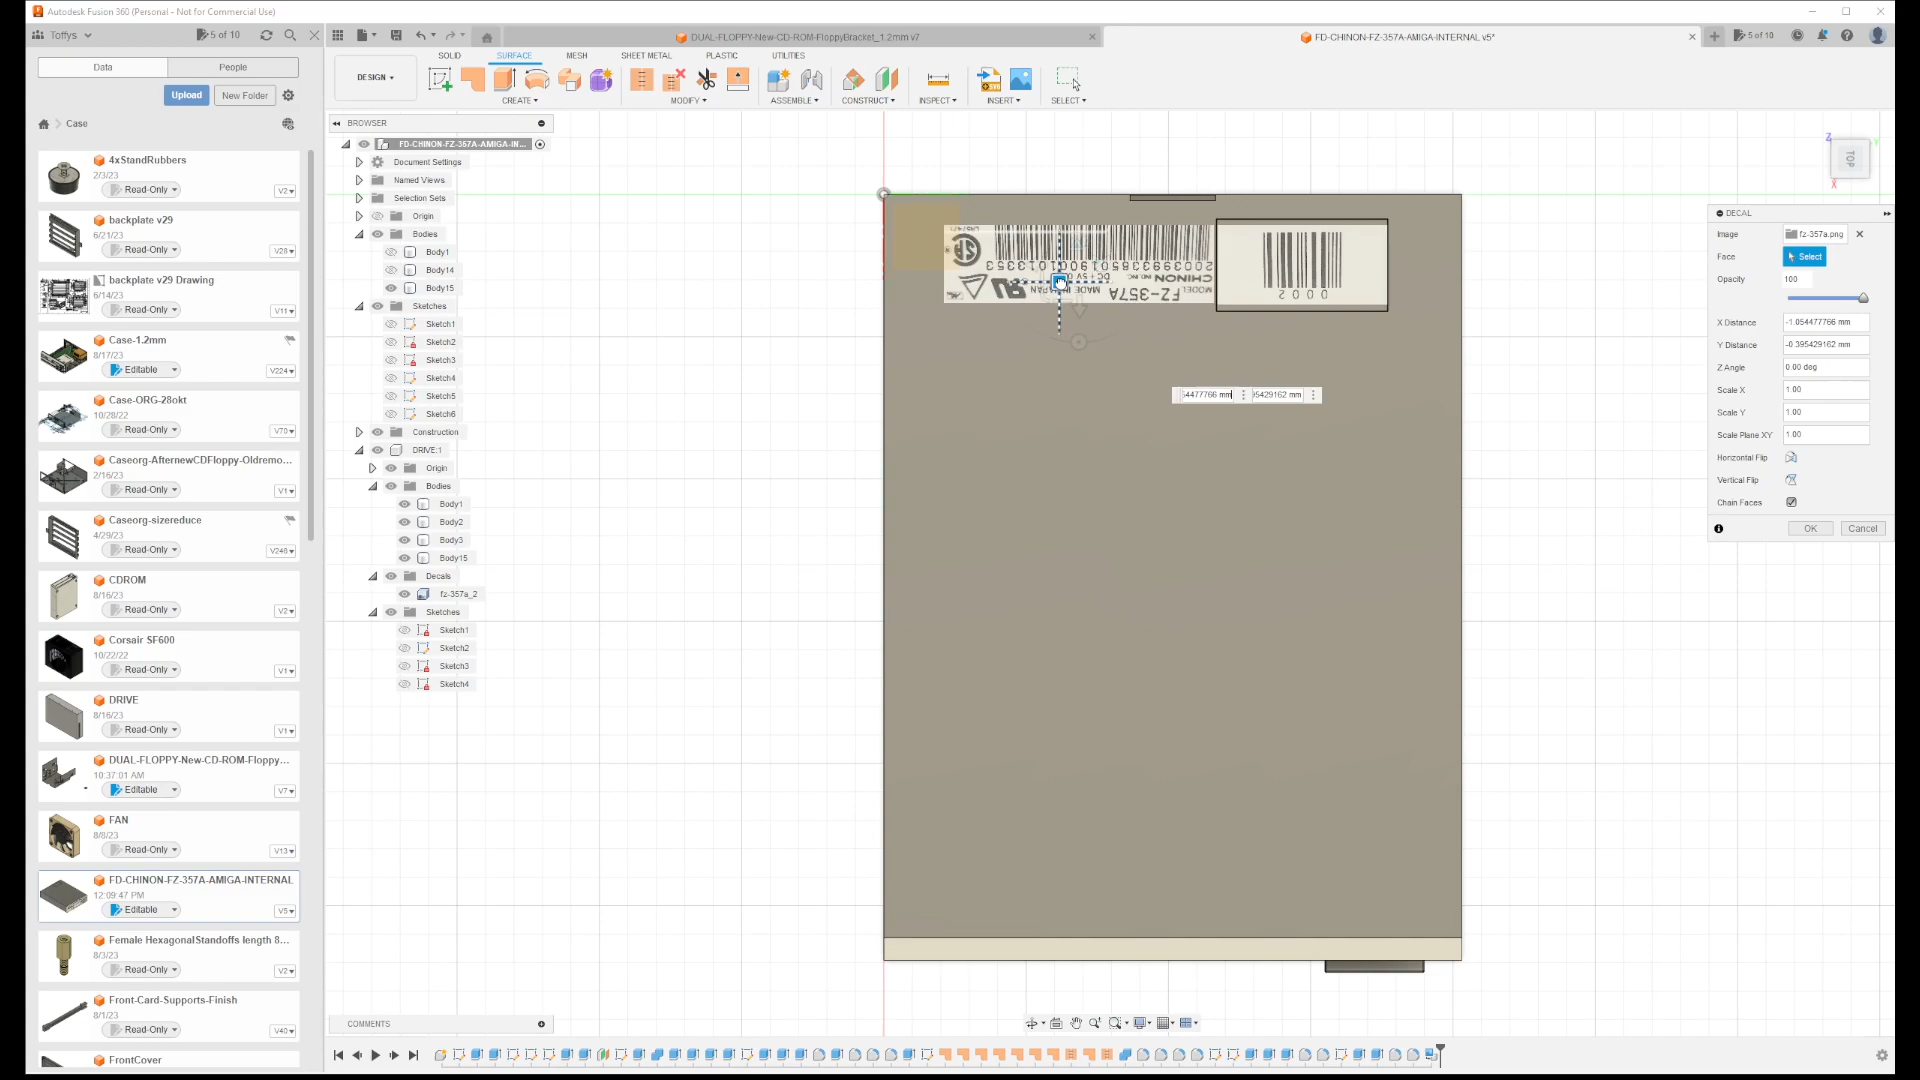 Autodesk Fusion 360 (Personal - Not for Commercial Use)
Toffys
5 of 10
DUAL-FLOPPY-New-CD-ROM-FloppyBracket_1.2mm v7
FD-CHINON-FZ-357A-AMIGA-INTERNAL v5*
5 of 10
Data
People
Upload
New Folder
Case
4xStandRubbers
2/3/23
Read-Only
V2
backplate v29
6/21/23
Read-Only
V28
backplate v29 Drawing
6/14/23
Read-Only
V11
Case-1.2mm
8/17/23
Editable
V224
Case-ORG-28okt
10/28/22
Read-Only
V70
Caseorg-AfternewCDFloppy-Oldremo...
2/16/23
Read-Only
V1
Caseorg-sizereduce
4/29/23
Read-Only
V246
CDROM
8/16/23
Read-Only
V2
Corsair SF600
10/22/22
Read-Only
V1
DRIVE
8/16/23
Read-Only
V1
DUAL-FLOPPY-New-CD-ROM-Floppy...
10:37:01 AM
Editable
V7
FAN
8/8/23
Read-Only
V13
FD-CHINON-FZ-357A-AMIGA-INTERNAL
12:09:47 PM
Editable
V5
Female HexagonalStandoffs length 8...
8/3/23
Read-Only
V2
Front-Card-Supports-Finish
8/1/23
Read-Only
V40
FrontCover
DESIGN
SOLID
SURFACE
MESH
SHEET METAL
PLASTIC
UTILITIES
CREATE
MODIFY
ASSEMBLE
CONSTRUCT
INSPECT
INSERT
SELECT
BROWSER
FD-CHINON-FZ-357A-AMIGA-IN...
Document Settings
Named Views
Selection Sets
Origin
Bodies
Body1
Body14
Body15
Sketches
Sketch1
Sketch2
Sketch3
Sketch4
Sketch5
Sketch6
Construction
DRIVE:1
Origin
Bodies
Body1
Body2
Body3
Body15
Decals
fz-357a_2
Sketches
Sketch1
Sketch2
Sketch3
Sketch4
COMMENTS
MODEL FZ-357A
CHINON
MADE IN JAPAN
DC +5V
0002
54477766 mm
95429162 mm
TOP
Z
Y
X
DECAL
Image
fz-357a.png
Face
Select
Opacity
100
X Distance
-1.054477766 mm
Y Distance
-0.395429162 mm
Z Angle
0.00 deg
Scale X
1.00
Scale Y
1.00
Scale Plane XY
1.00
Horizontal Flip
Vertical Flip
Chain Faces
OK
Cancel